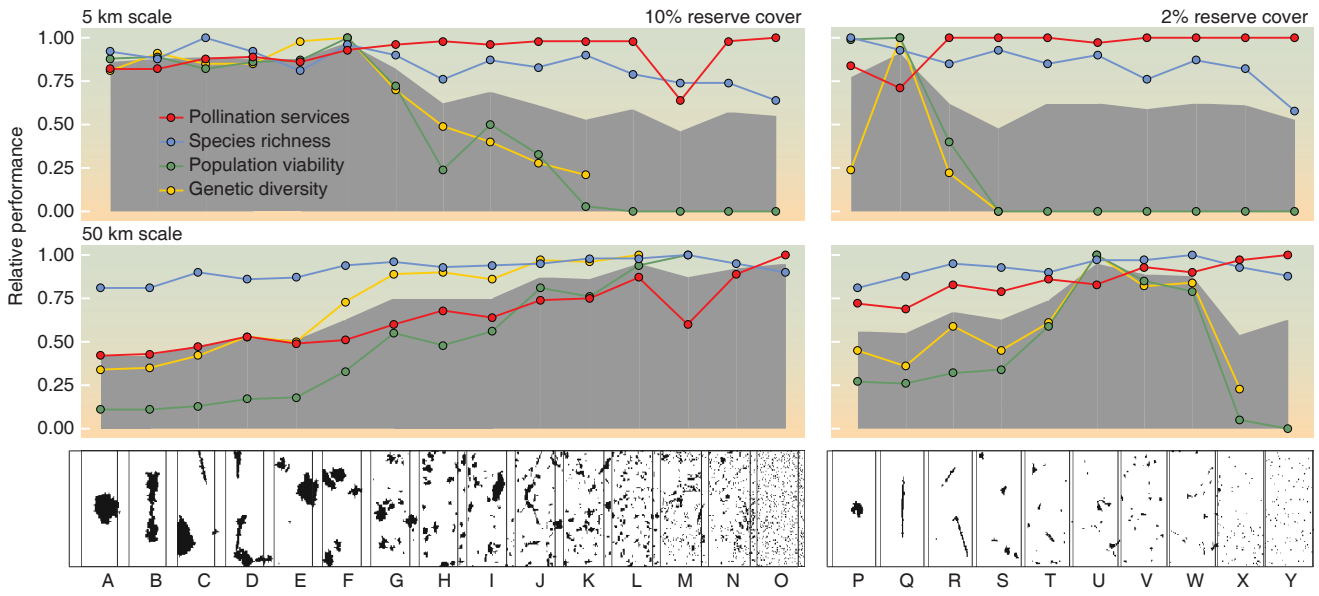 5 km scale
10% reserve cover
2% reserve cover
1.00
0.75
0.50
0.25
0.00
Pollination services
Species richness
Population viability
Genetic diversity
Relative performance
50 km scale
1.00
0.75
0.50
0.25
0.00
A B C D E F G H I J K L M N O
P Q R S T U V W X Y